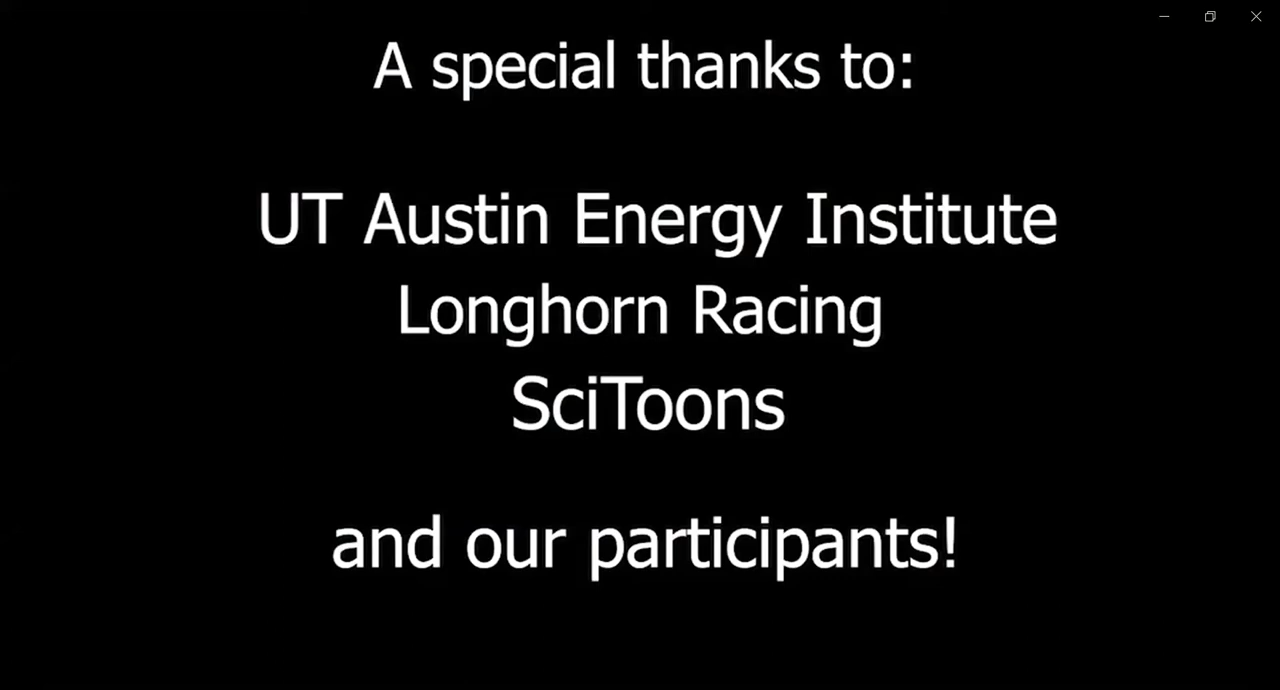 A special thanks to:
UT Austin Energy Institute
Longhorn Racing
SciToons
and our participants!